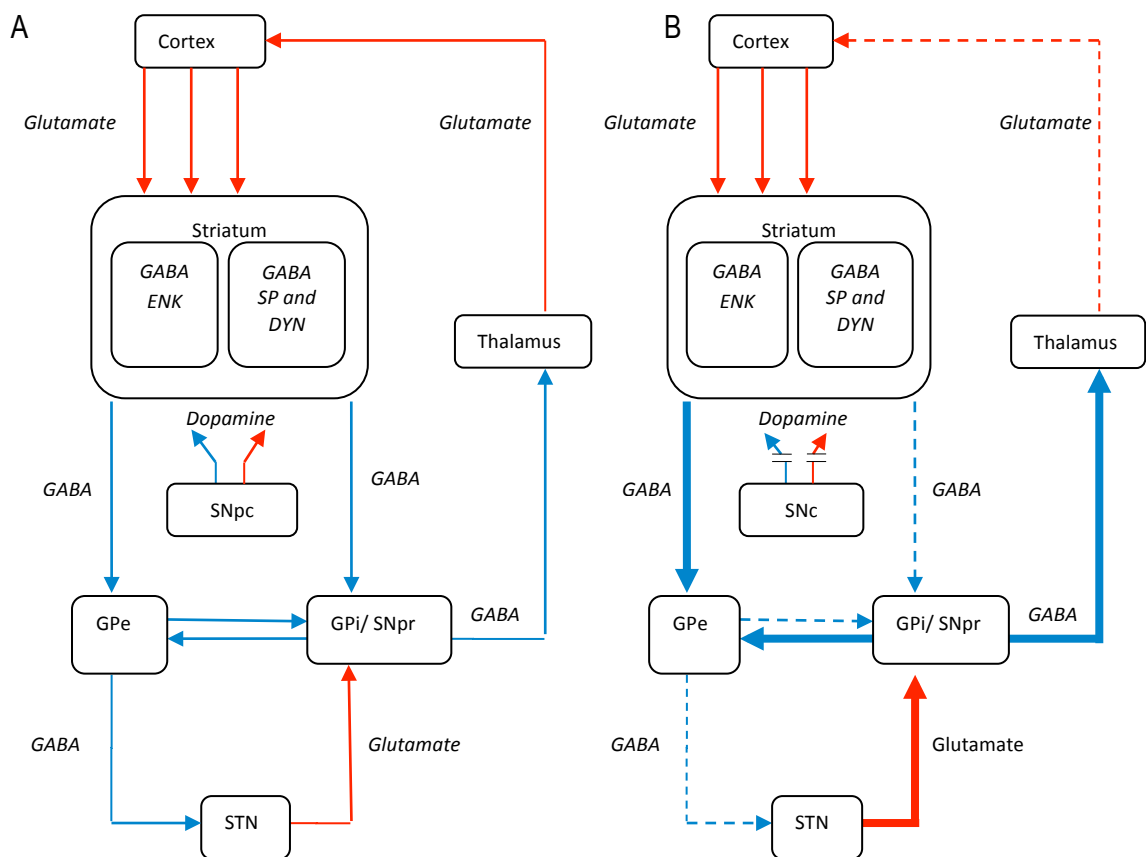 A
Cortex
Glutamate
Glutamate
Striatum
GABA
ENK
GABA
SP and
DYN
Thalamus
Dopamine
GABA
GABA
SNpc
GPe
GPi/ SNpr
GABA
GABA
Glutamate
STN
B
Cortex
Glutamate
Glutamate
Striatum
GABA
ENK
GABA
SP and
DYN
Thalamus
Dopamine
GABA
GABA
SNc
GPe
GPi/ SNpr
GABA
GABA
Glutamate
STN